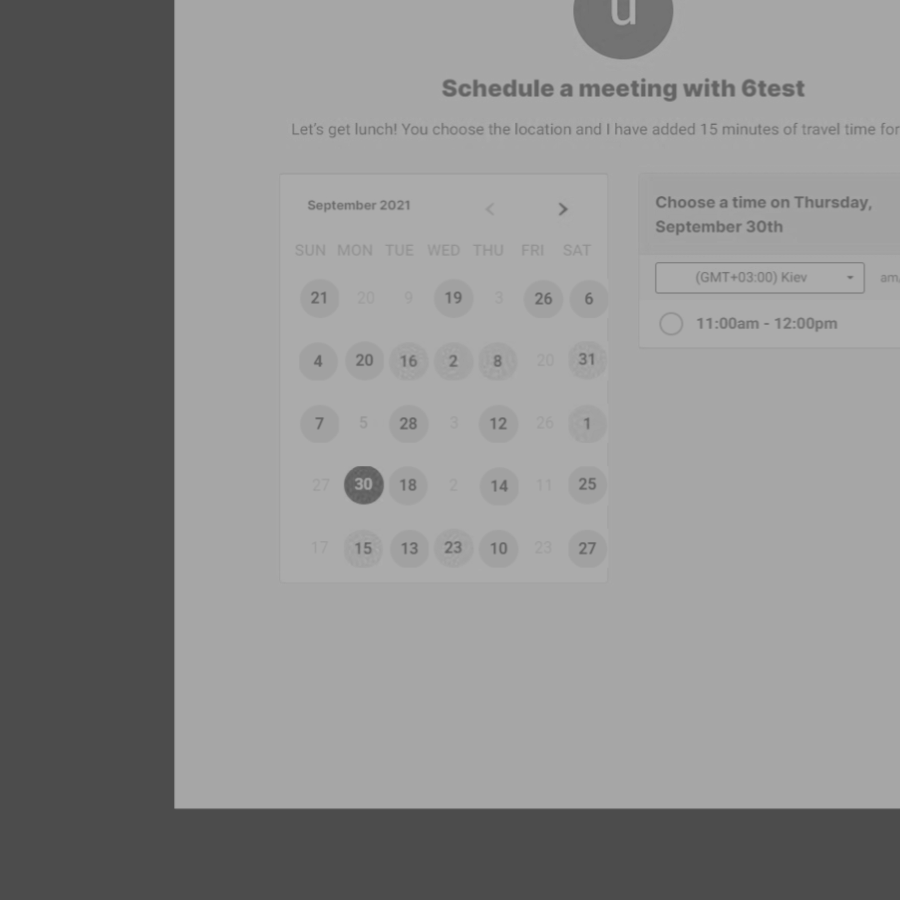 u
Schedule a meeting with 6test
Let's get lunch! You choose the location and I have added 15 minutes of travel time for
September 2021
SUN MON TUE WED THU FRI SAT
21 20 9 19 3 26 6
4 20 16 2 8 20 31
7 5 28 3 12 26 1
27 30 18 2 14 11 25
17 15 13 23 10 23 27
Choose a time on Thursday,
September 30th
(GMT+03:00) Kiev am/
11:00am - 12:00pm